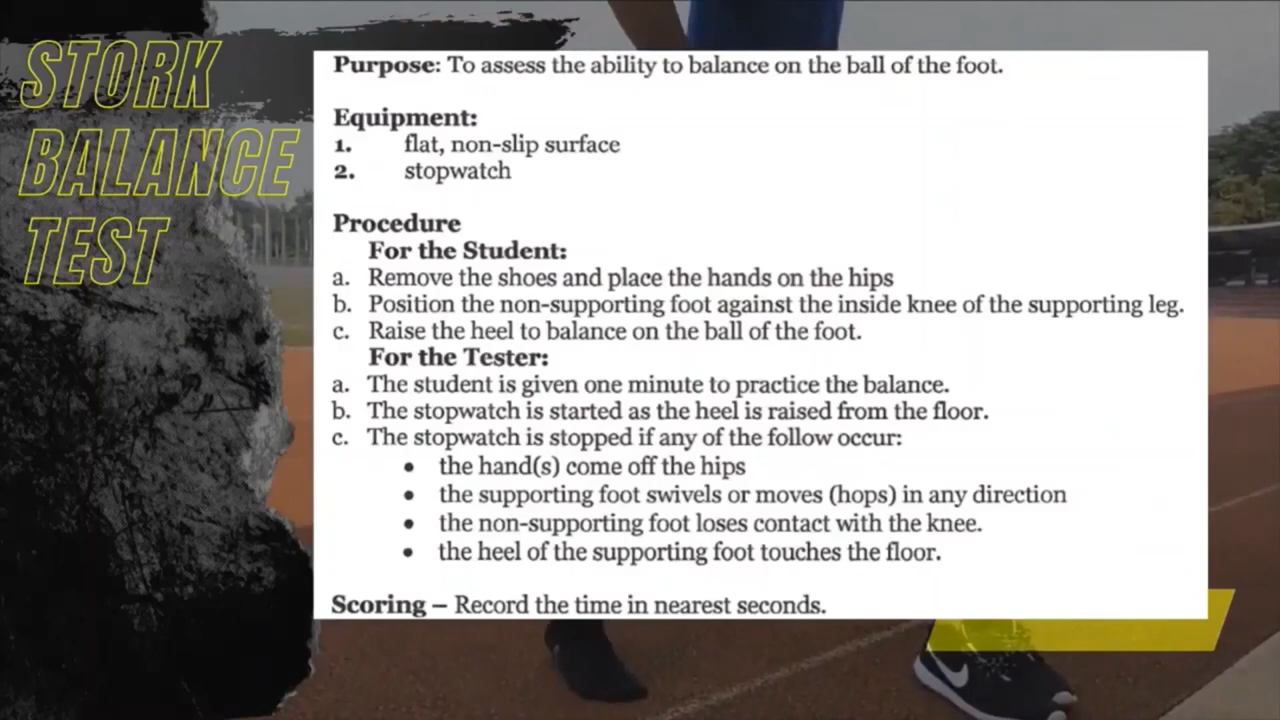 STORK
BALANCE
TEST
Purpose: To assess the ability to balance on the ball of the foot.
Equipment:
1. flat, non-slip surface
2. stopwatch
Procedure
For the Student:
a. Remove the shoes and place the hands on the hips
b. Position the non-supporting foot against the inside knee of the supporting leg.
c. Raise the heel to balance on the ball of the foot.
For the Tester:
a. The student is given one minute to practice the balance.
b. The stopwatch is started as the heel is raised from the floor.
c. The stopwatch is stopped if any of the follow occur:
• the hand(s) come off the hips
• the supporting foot swivels or moves (hops) in any direction
• the non-supporting foot loses contact with the knee.
• the heel of the supporting foot touches the floor.
Scoring – Record the time in nearest seconds.